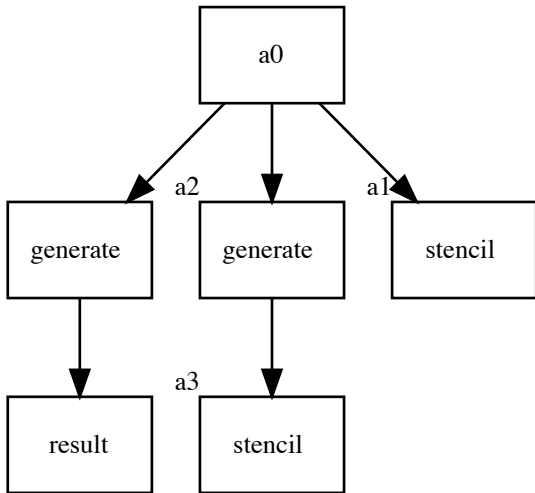 a0
a2
a1
generate
generate
stencil
a3
result
stencil